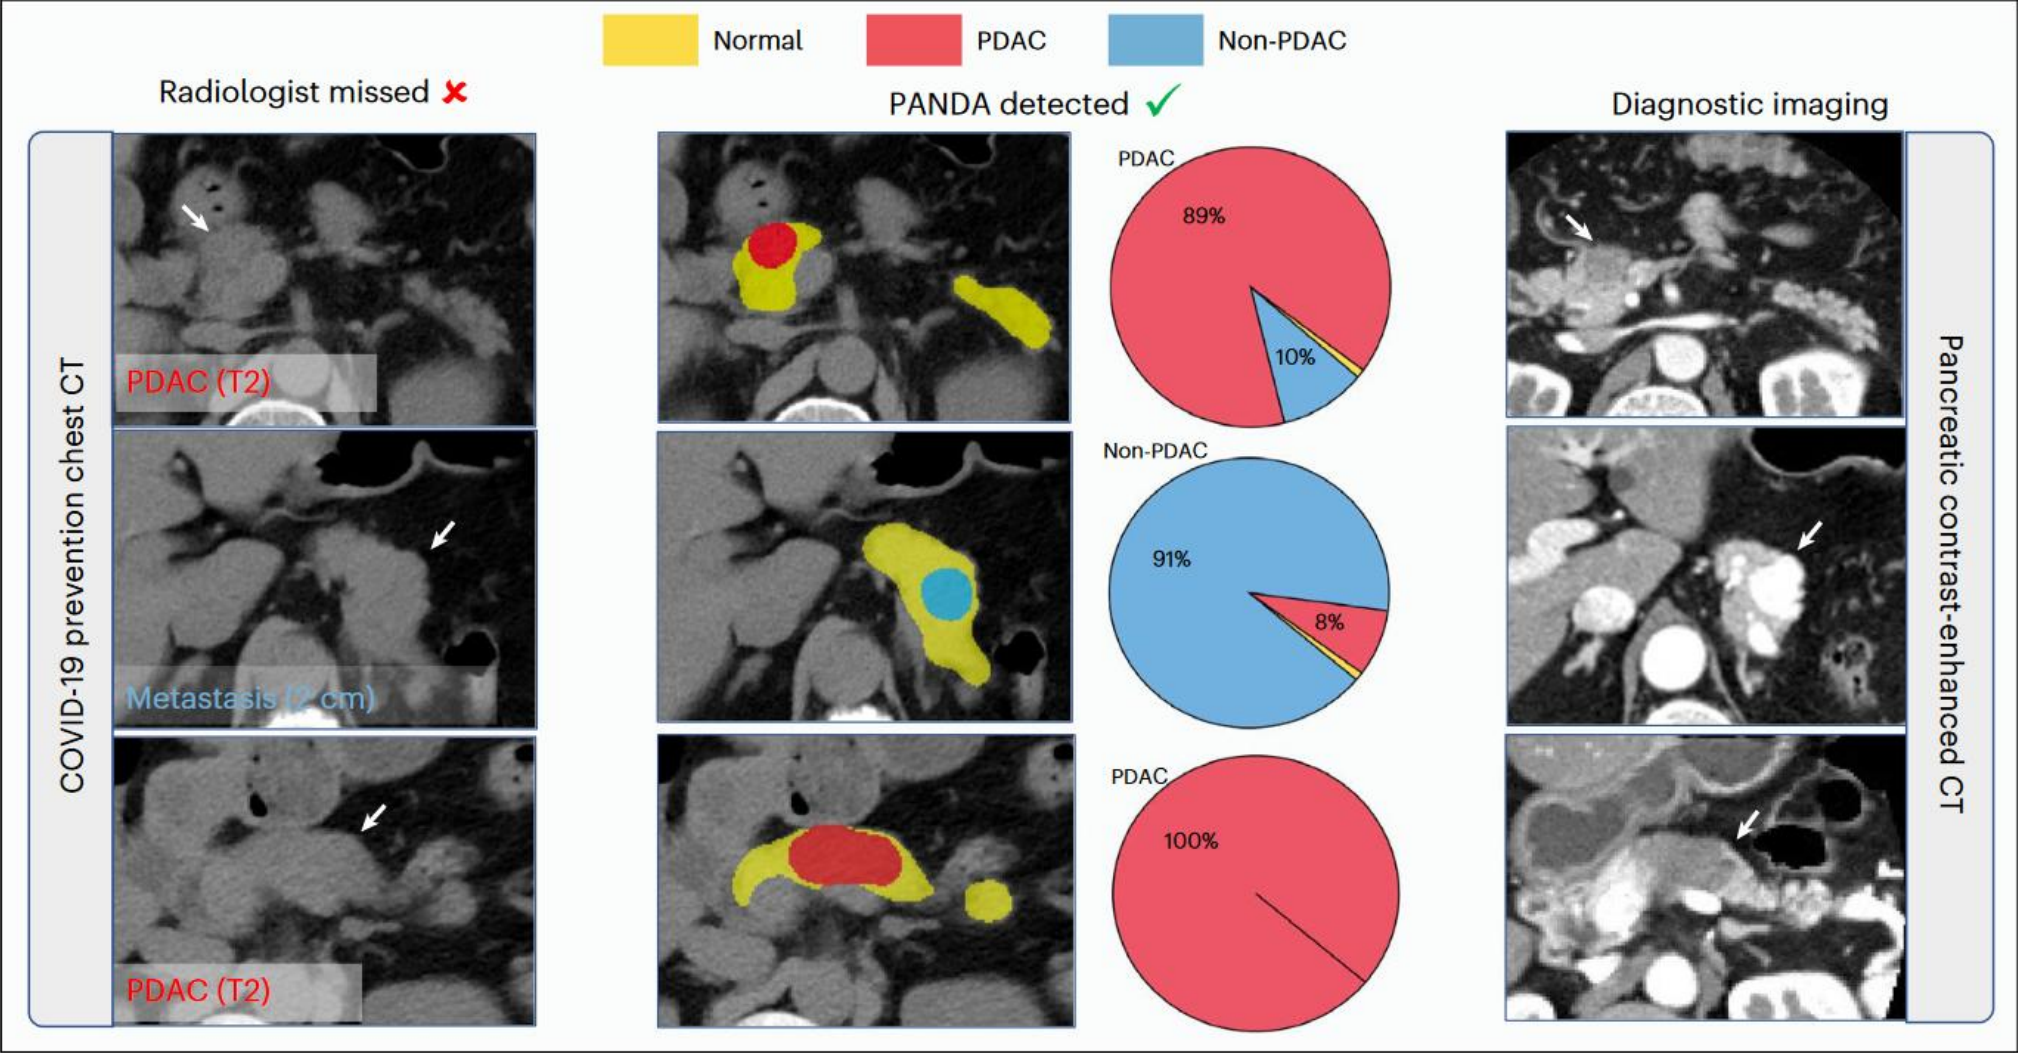 Normal
PDAC
Non-PDAC
Radiologist missed ✘
PANDA detected ✓
Diagnostic imaging
COVID-19 prevention chest CT
PDAC (T2)
PDAC
89%
10%
Metastasis (2 cm)
Non-PDAC
91%
8%
PDAC (T2)
PDAC
100%
Pancreatic contrast-enhanced CT